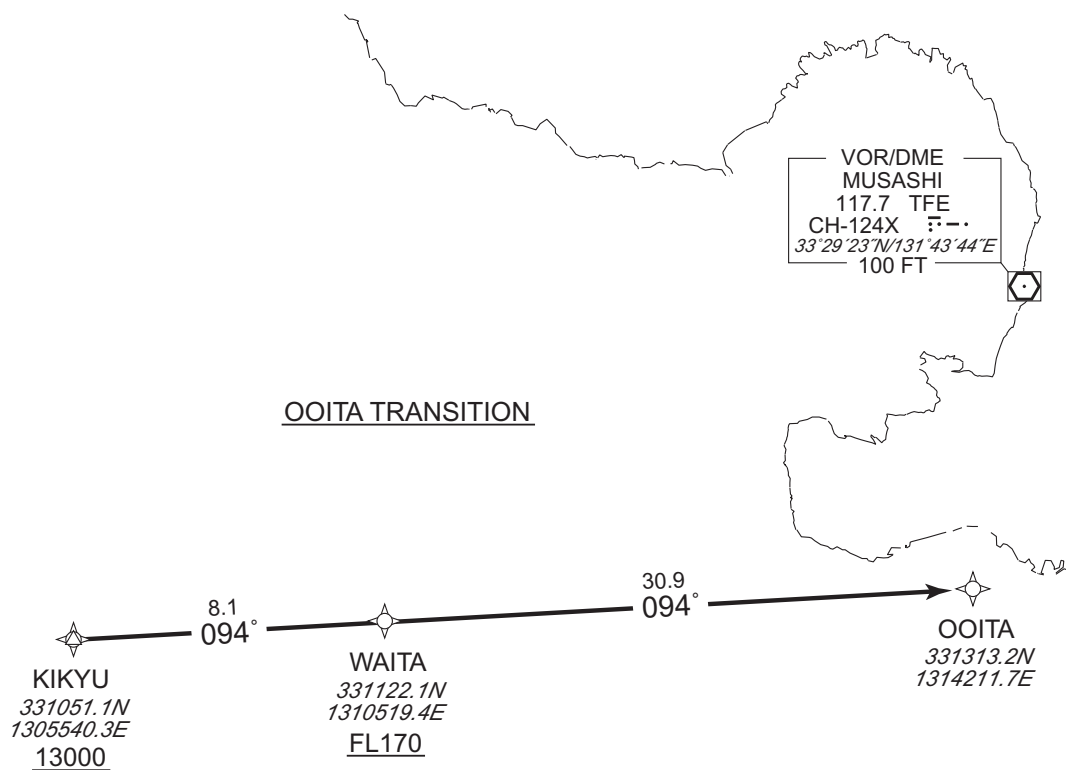 VOR/DME
MUSASHI
117.7 TFE
CH-124X
33°29´23˝N/131°43´44˝E
100 FT
OOITA TRANSITION
8.1
094°
30.9
094°
KIKYU
331051.1N
1305540.3E
13000
WAITA
331122.1N
1310519.4E
FL170
OOITA
331313.2N
1314211.7E